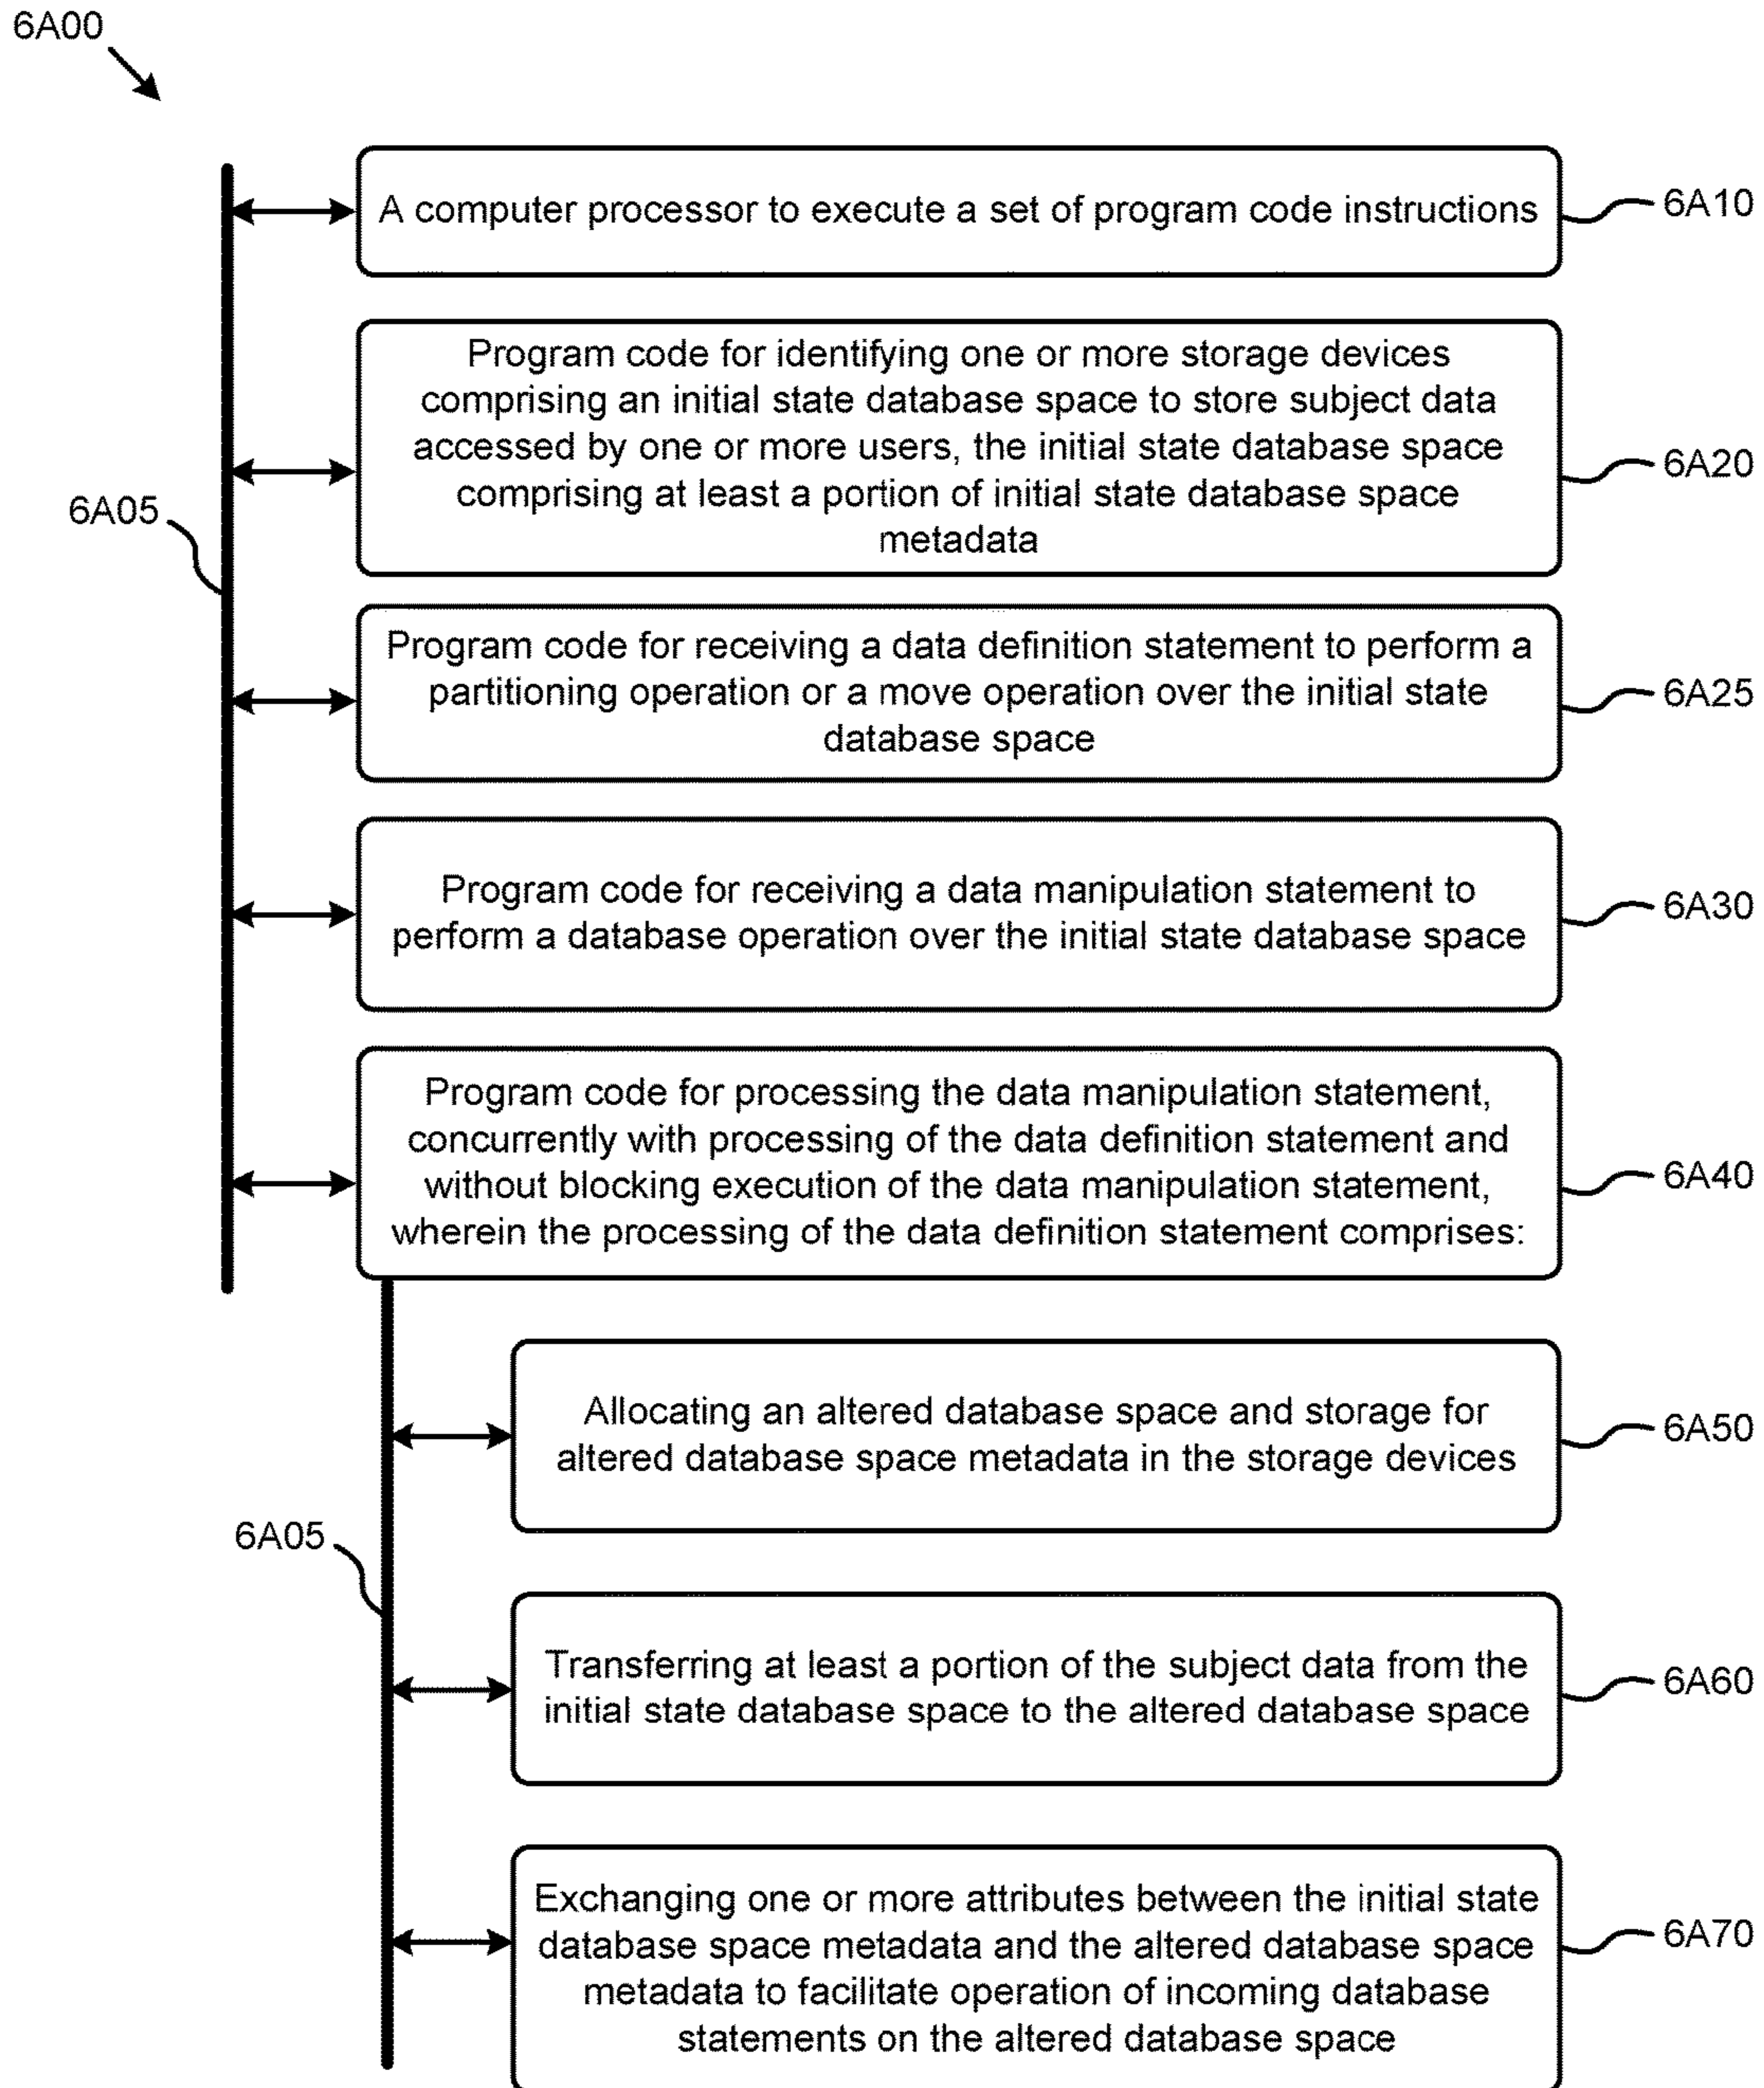 6A00
A computer processor to execute a set of program code instructions
6A10
Program code for identifying one or more storage devices
comprising an initial state database space to store subject data
accessed by one or more users, the initial state database space
comprising at least a portion of initial state database space
metadata
6A20
6A05
Program code for receiving a data definition statement to perform a
partitioning operation or a move operation over the initial state
database space
6A25
Program code for receiving a data manipulation statement to
perform a database operation over the initial state database space
6A30
Program code for processing the data manipulation statement,
concurrently with processing of the data definition statement and
without blocking execution of the data manipulation statement,
wherein the processing of the data definition statement comprises:
6A40
Allocating an altered database space and storage for
altered database space metadata in the storage devices
6A50
6A05
Transferring at least a portion of the subject data from the
initial state database space to the altered database space
6A60
Exchanging one or more attributes between the initial state
database space metadata and the altered database space
metadata to facilitate operation of incoming database
statements on the altered database space
6A70